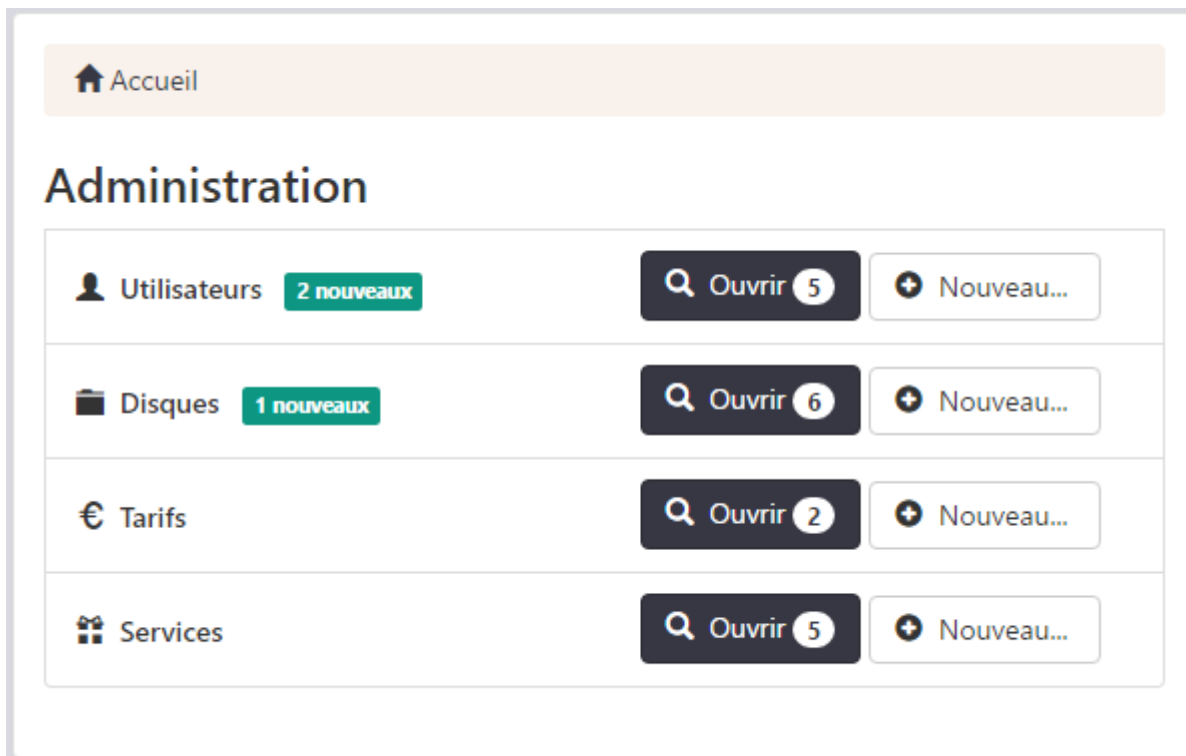 Accueil
Administration
Utilisateurs 2 nouveaux Ouvrir 5 Nouveau...
Disques 1 nouveaux Ouvrir 6 Nouveau...
€ Tarifs Ouvrir 2 Nouveau...
Services Ouvrir 5 Nouveau...